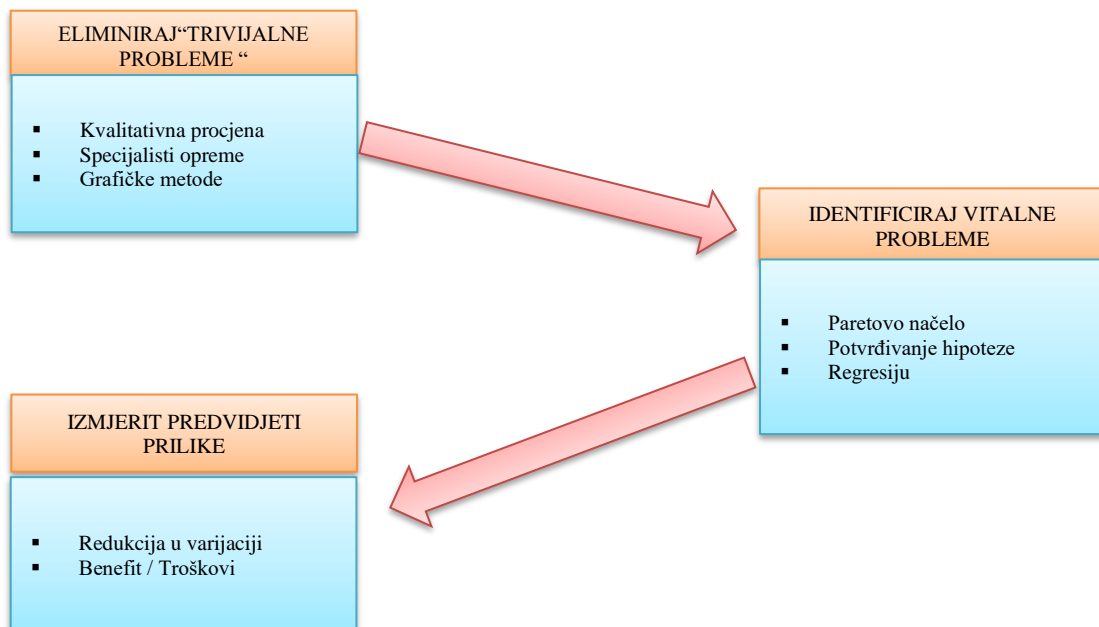 ELIMINIRAJ“TRIVIJALNE
PROBLEME “
▪ Kvalitativna procjena
▪ Specijalisti opreme
▪ Grafičke metode
IDENTIFICIRAJ VITALNE
PROBLEME
▪ Paretovo načelo
▪ Potvrđivanje hipoteze
▪ Regresiju
IZMJERIT PREDVIDJETI
PRILIKE
▪ Redukcija u varijaciji
▪ Benefit / Troškovi